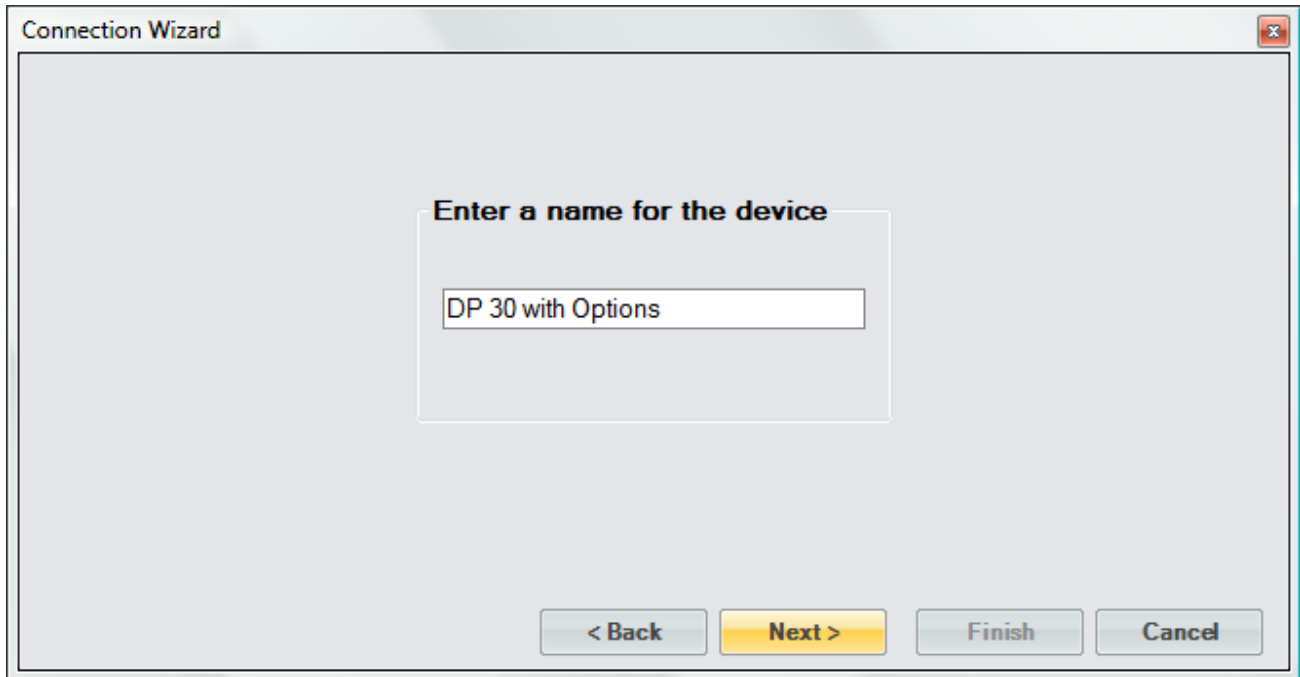 Connection Wizard
Enter a name for the device
DP 30 with Options
< Back Next > Finish Cancel